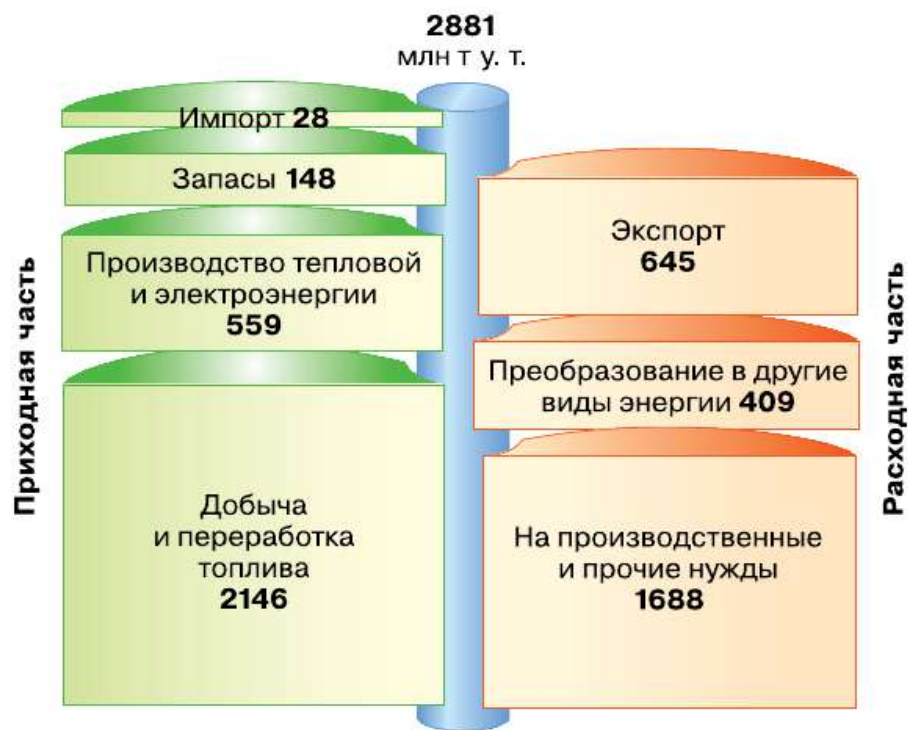 2881
млн т у. т.
Приходная часть
Импорт 28
Запасы 148
Производство тепловой
и электроэнергии
559
Добыча
и переработка
топлива
2146
Экспорт
645
Преобразование в другие
виды энергии 409
На производственные
и прочие нужды
1688
Расходная часть